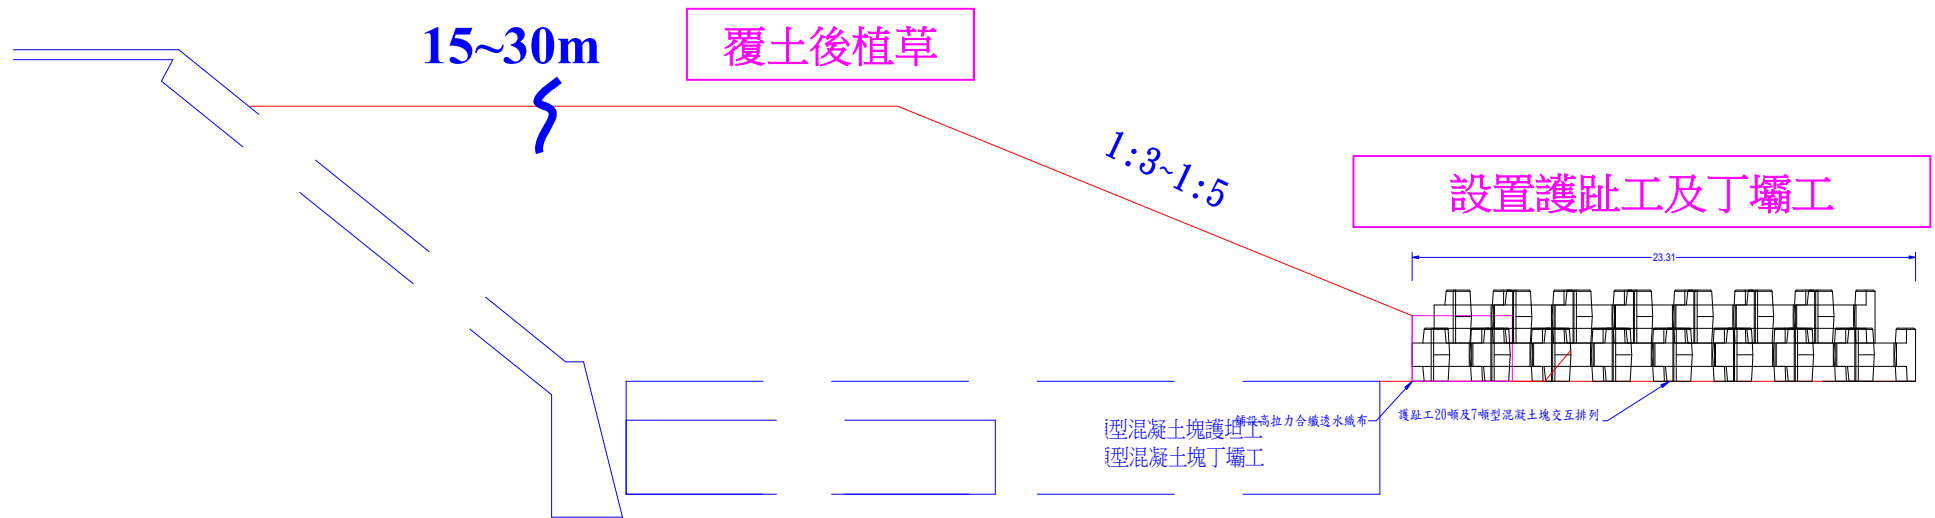 15~30m
覆土後植草
1:3~1:5
設置護趾工及丁壩工
23.31
鋪設高拉力合纖透水織布
護趾工20噸及7噸型混凝土塊交互排列
型混凝土塊護坦工
型混凝土塊丁壩工